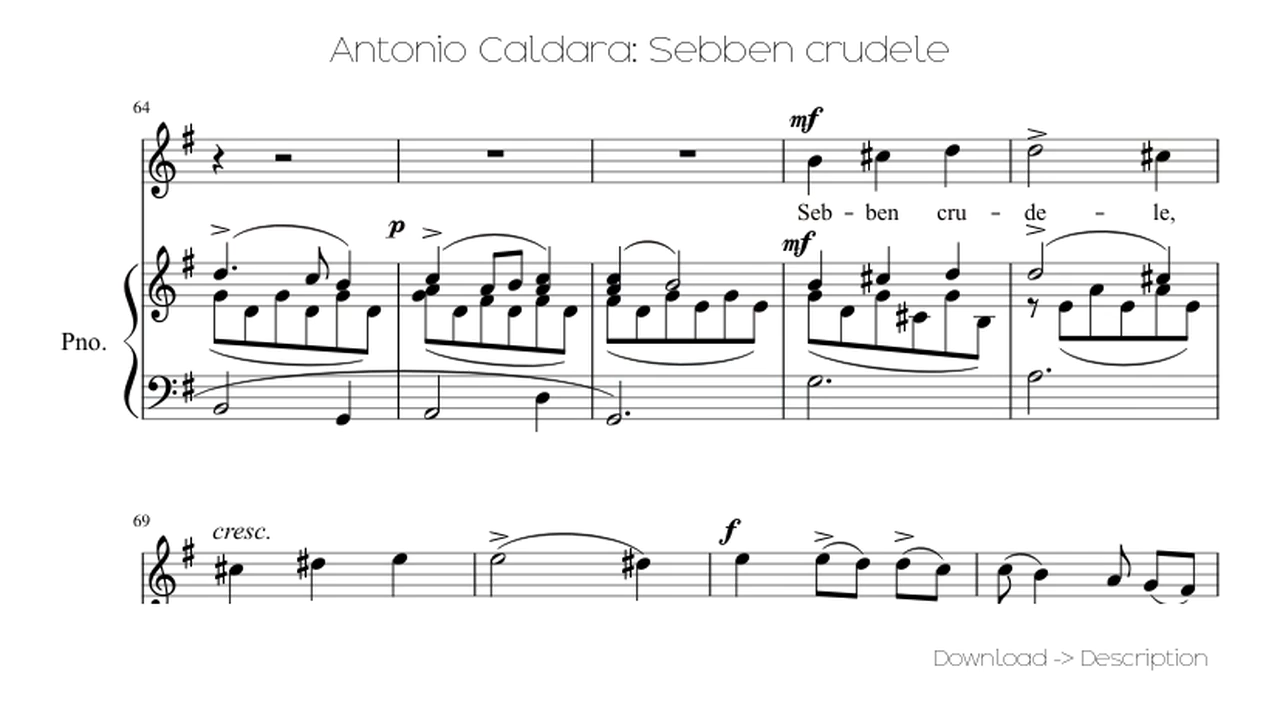 Antonio Caldara: Sebben crudele
64
mf
Seb - ben cru - de - le,
p
mf
Pno.
69
cresc.
f
Download -> Description